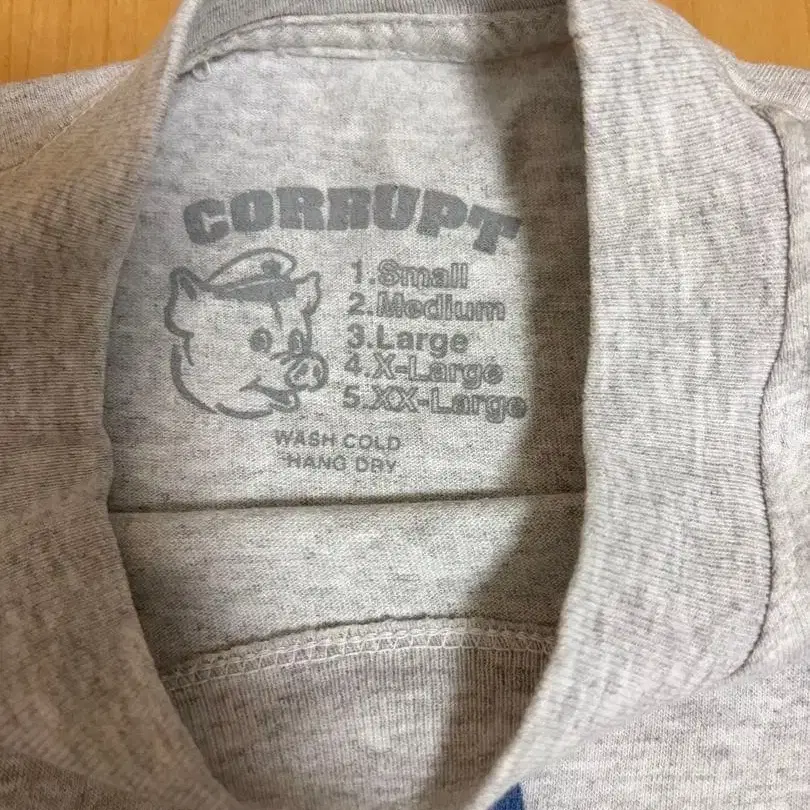 CORRUPT
1.Small
2.Medium
3.Large
4.X-Large
5.XX-Large
WASH COLD
HANG DRY